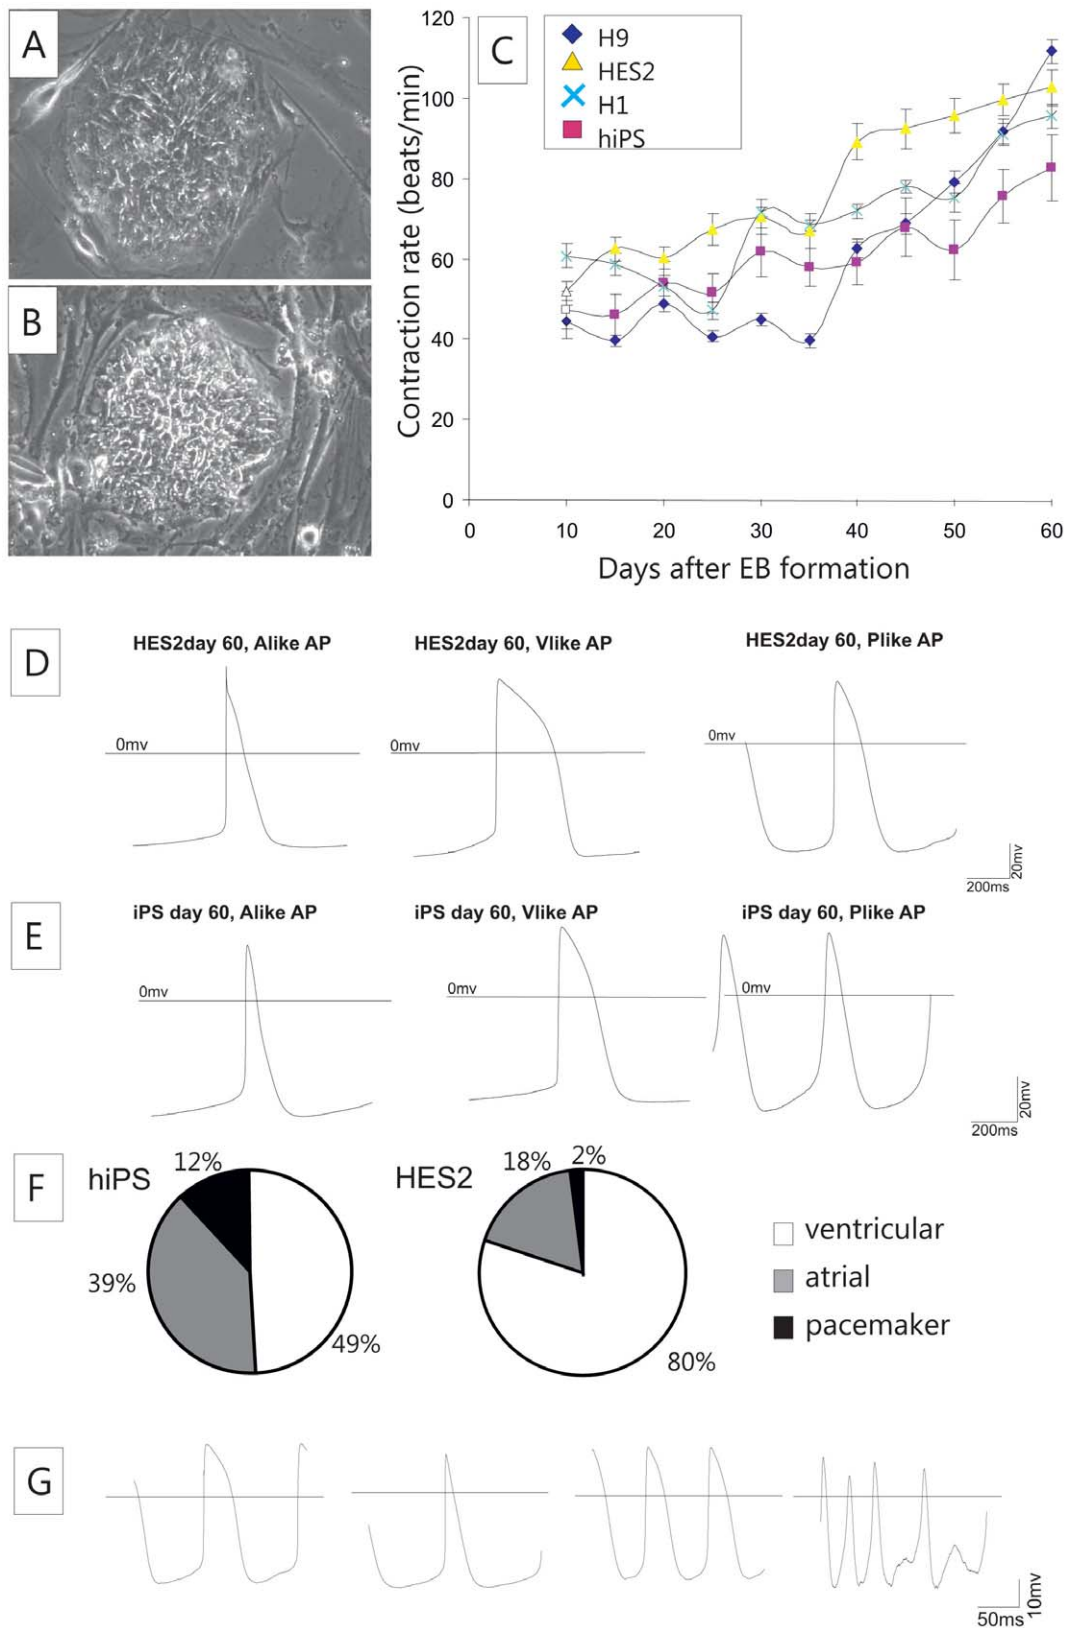 A
B
C
H9
HES2
H1
hiPS
120
100
80
60
40
20
0
Contraction rate (beats/min)
0 10 20 30 40 50 60
Days after EB formation
D
HES2day 60, Alike AP
HES2day 60, Vlike AP
HES2day 60, Plike AP
0mv
0mv
0mv
20mv
200ms
E
iPS day 60, Alike AP
iPS day 60, Vlike AP
iPS day 60, Plike AP
0mv
0mv
0mv
20mv
200ms
F
hiPS
12%
39%
49%
HES2
18%
2%
80%
ventricular
atrial
pacemaker
G
50ms
10mv